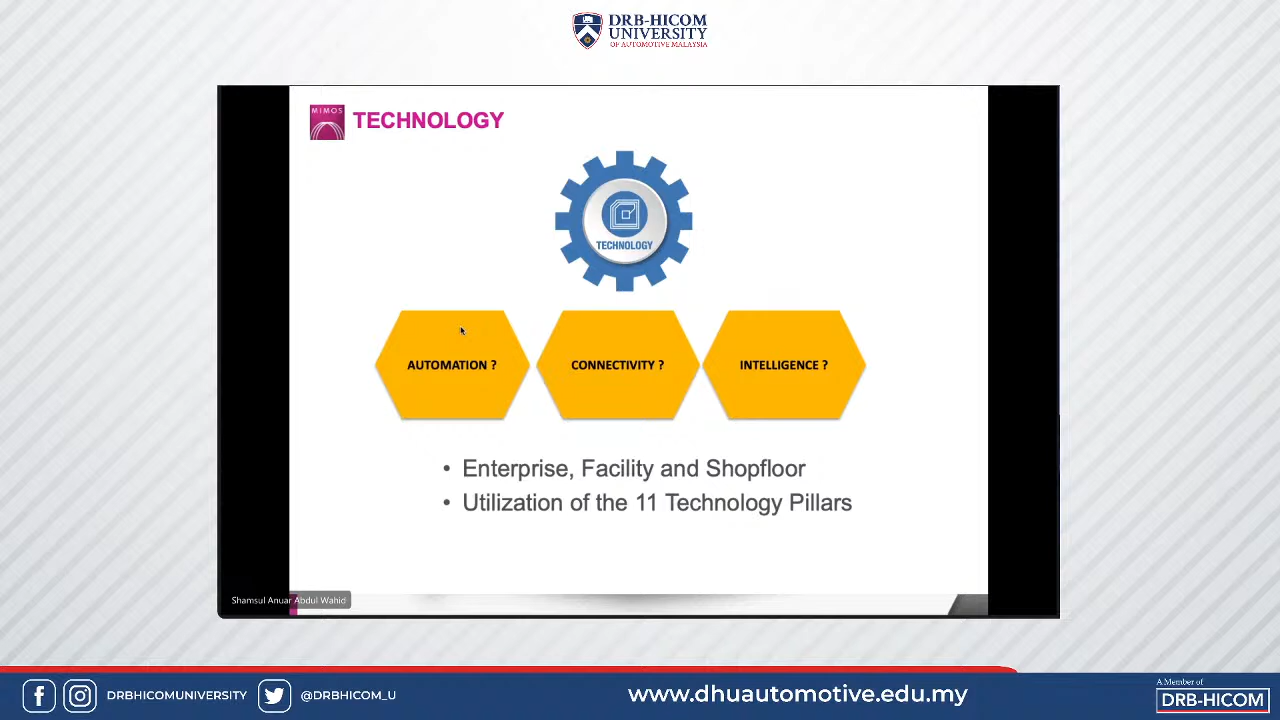 DRB-HICOM
UNIVERSITY
OF AUTOMOTIVE MALAYSIA
MIMOS
TECHNOLOGY
TECHNOLOGY
AUTOMATION ?
CONNECTIVITY ?
INTELLIGENCE ?
• Enterprise, Facility and Shopfloor
• Utilization of the 11 Technology Pillars
Shamsul Anuar Abdul Wahid
DRBHICOMUNIVERSITY
@DRBHICOM_U
www.dhuautomotive.edu.my
A Member of
DRB-HICOM